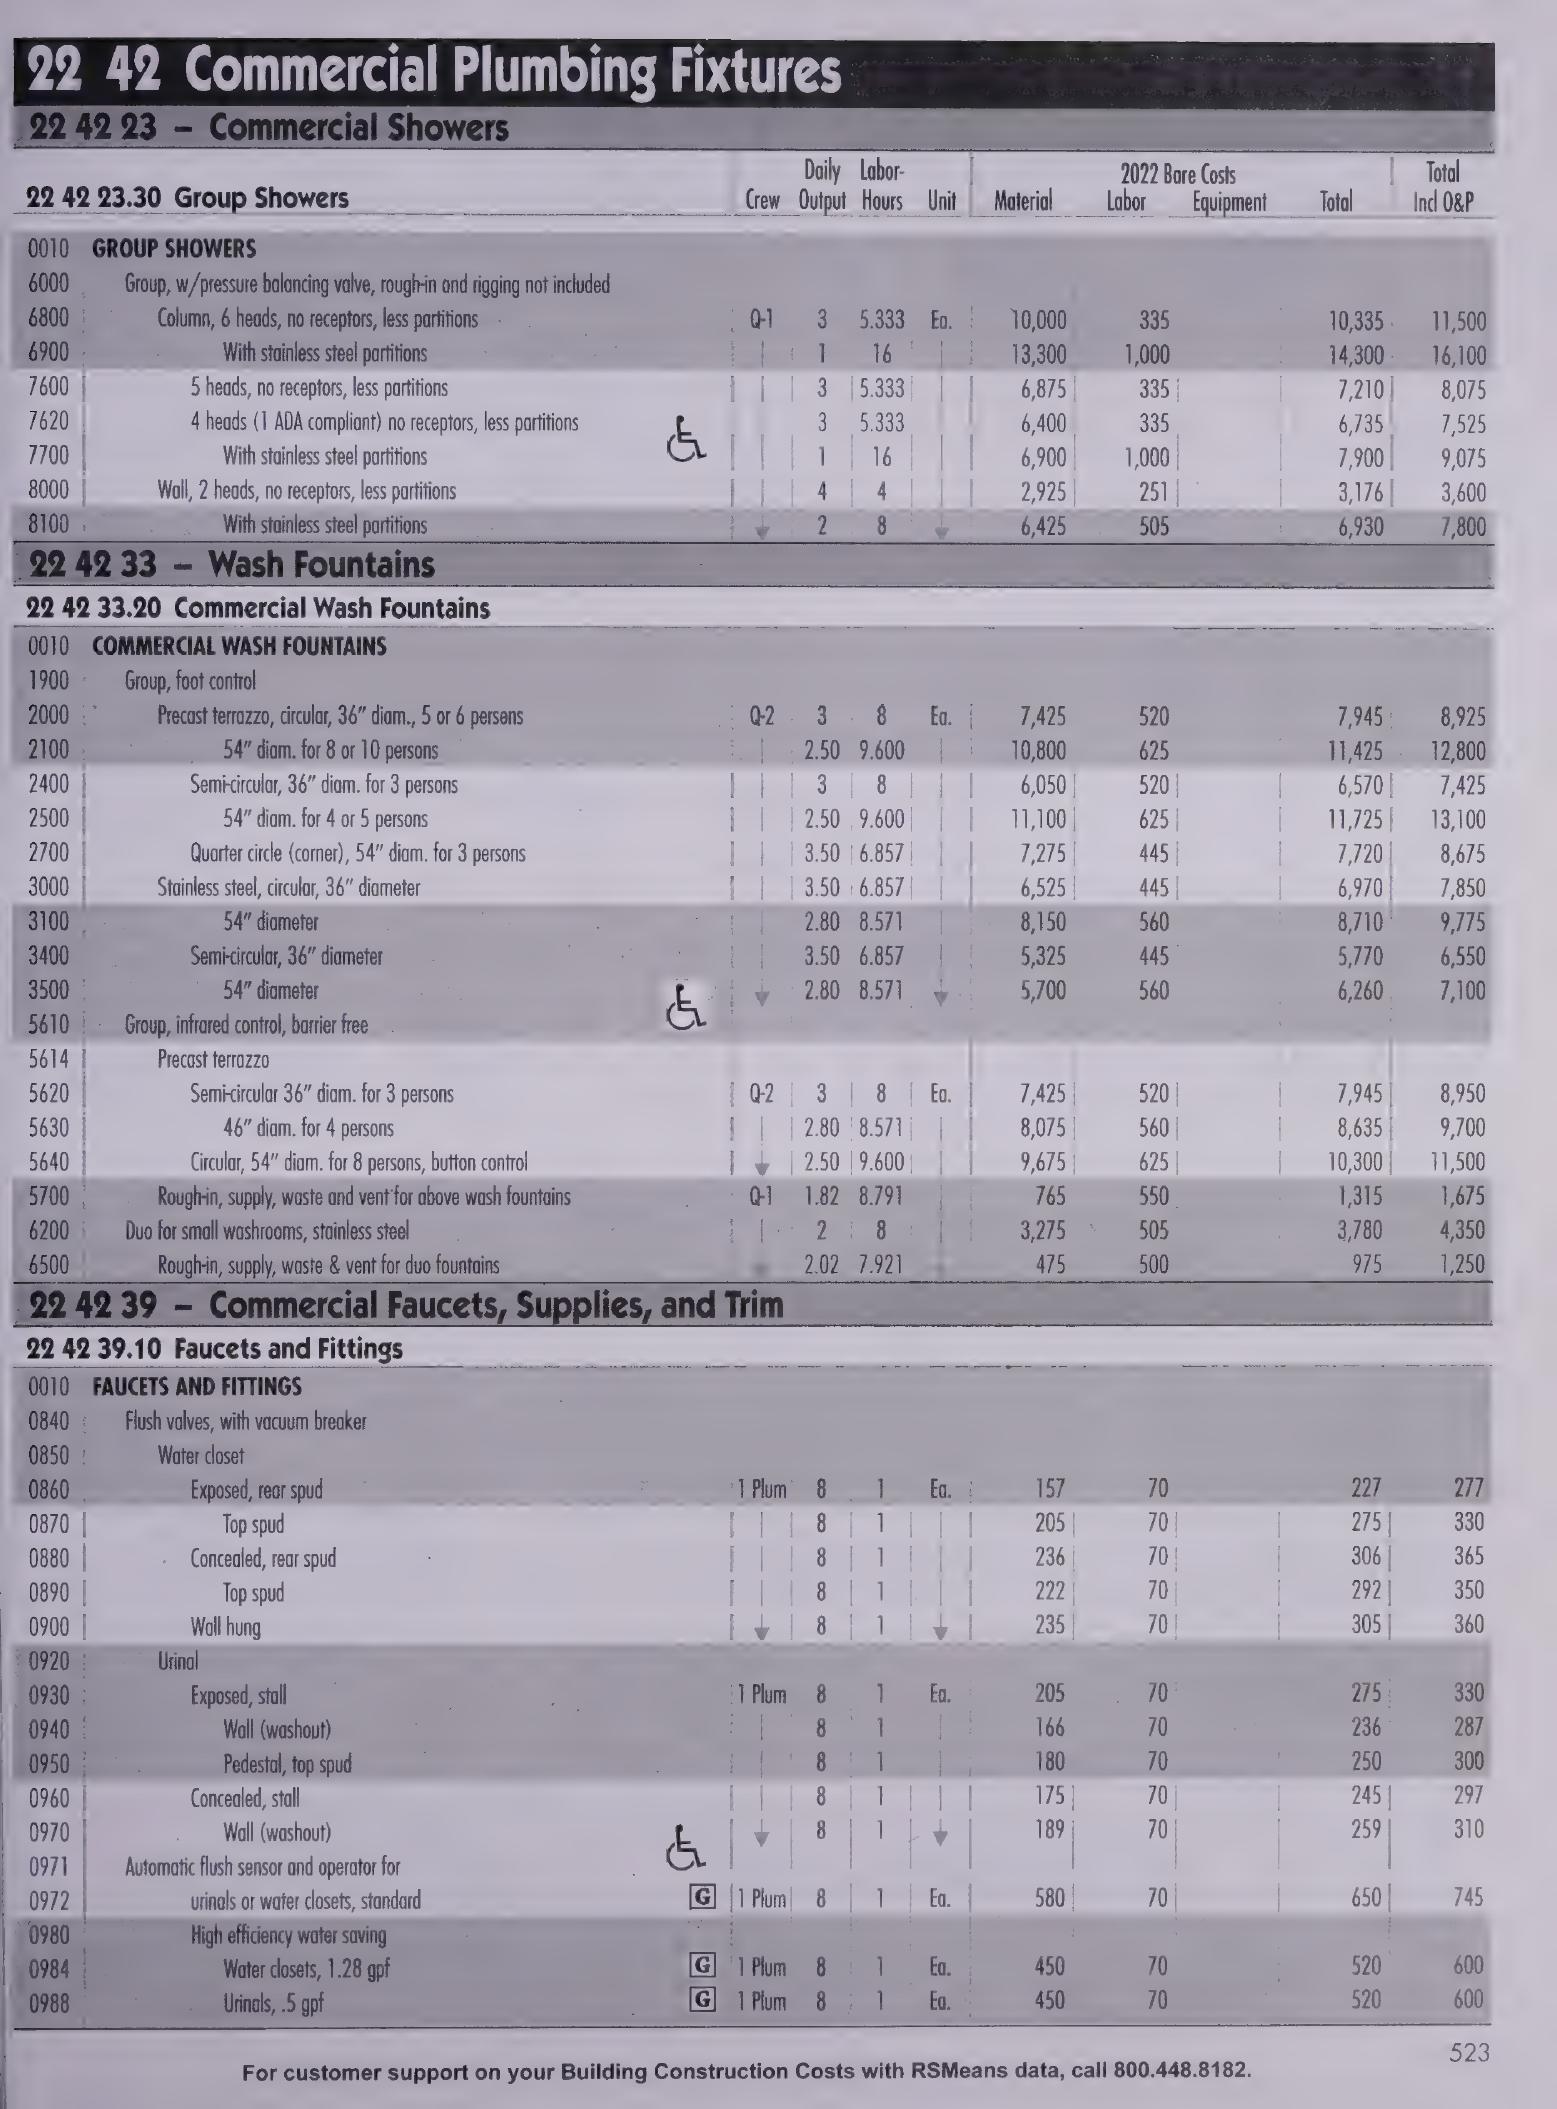 22 42 Commercial Plumbing Fixtures
22 42 23 – Commercial Showers
22 42 23.30 Group Showers Crew Daily Output Labor-Hours Unit Material Labor Equipment Total Total Incl O&P
2022 Bare Costs
0010 GROUP SHOWERS
6000 Group, w/pressure balancing valve, rough-in and rigging not included
6800 Column, 6 heads, no receptors, less partitions Q-1 3 5.333 Ea. 10,000 335 10,335 11,500
6900 With stainless steel partitions 1 16 13,300 1,000 14,300 16,100
7600 5 heads, no receptors, less partitions 3 5.333 6,875 335 7,210 8,075
7620 4 heads (1 ADA compliant) no receptors, less partitions 3 5.333 6,400 335 6,735 7,525
7700 With stainless steel partitions 1 16 6,900 1,000 7,900 9,075
8000 Wall, 2 heads, no receptors, less partitions 4 4 2,925 251 3,176 3,600
8100 With stainless steel partitions 2 8 6,425 505 6,930 7,800
22 42 33 – Wash Fountains
22 42 33.20 Commercial Wash Fountains
0010 COMMERCIAL WASH FOUNTAINS
1900 Group, foot control
2000 Precast terrazzo, circular, 36" diam., 5 or 6 persons Q-2 3 8 Ea. 7,425 520 7,945 8,925
2100 54" diam. for 8 or 10 persons 2.50 9.600 10,800 625 11,425 12,800
2400 Semi-circular, 36" diam. for 3 persons 3 8 6,050 520 6,570 7,425
2500 54" diam. for 4 or 5 persons 2.50 9.600 11,100 625 11,725 13,100
2700 Quarter circle (corner), 54" diam. for 3 persons 3.50 6.857 7,275 445 7,720 8,675
3000 Stainless steel, circular, 36" diameter 3.50 6.857 6,525 445 6,970 7,850
3100 54" diameter 2.80 8.571 8,150 560 8,710 9,775
3400 Semi-circular, 36" diameter 3.50 6.857 5,325 445 5,770 6,550
3500 54" diameter 2.80 8.571 5,700 560 6,260 7,100
5610 Group, infrared control, barrier free
5614 Precast terrazzo
5620 Semi-circular 36" diam. for 3 persons Q-2 3 8 Ea. 7,425 520 7,945 8,950
5630 46" diam. for 4 persons 2.80 8.571 8,075 560 8,635 9,700
5640 Circular, 54" diam. for 8 persons, button control 2.50 9.600 9,675 625 10,300 11,500
5700 Rough-in, supply, waste and vent for above wash fountains Q-1 1.82 8.791 765 550 1,315 1,675
6200 Duo for small washrooms, stainless steel 2 8 3,275 505 3,780 4,350
6500 Rough-in, supply, waste & vent for duo fountains 2.02 7.921 475 500 975 1,250
22 42 39 – Commercial Faucets, Supplies, and Trim
22 42 39.10 Faucets and Fittings
0010 FAUCETS AND FITTINGS
0840 Flush valves, with vacuum breaker
0850 Water closet
0860 Exposed, rear spud 1 Plum 8 1 Ea. 157 70 227 277
0870 Top spud 8 1 205 70 275 330
0880 Concealed, rear spud 8 1 236 70 306 365
0890 Top spud 8 1 222 70 292 350
0900 Wall hung 8 1 235 70 305 360
0920 Urinal
0930 Exposed, stall 1 Plum 8 1 Ea. 205 70 275 330
0940 Wall (washout) 8 1 166 70 236 287
0950 Pedestal, top spud 8 1 180 70 250 300
0960 Concealed, stall 8 1 175 70 245 297
0970 Wall (washout) 8 1 189 70 259 310
0971 Automatic flush sensor and operator for
0972 urinals or water closets, standard G 1 Plum 8 1 Ea. 580 70 650 745
0980 High efficiency water saving
0984 Water closets, 1.28 gpf G 1 Plum 8 1 Ea. 450 70 520 600
0988 Urinals, .5 gpf G 1 Plum 8 1 Ea. 450 70 520 600
523
For customer support on your Building Construction Costs with RSMeans data, call 800.448.8182.